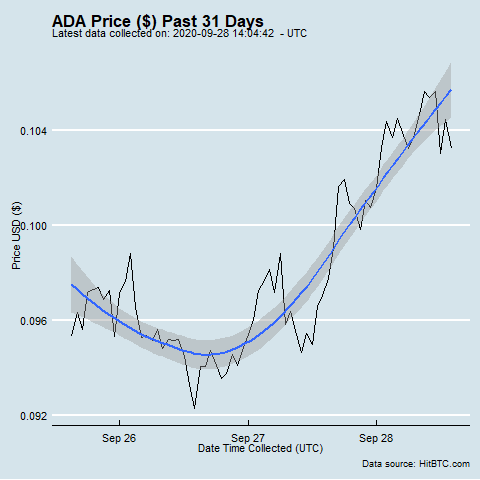 ADA Price ($) Past 31 Days
Latest data collected on: 2020-09-28 14:04:42 - UTC
0.104
0.100
0.096
0.092
Price USD ($)
Sep 26
Sep 27
Sep 28
Date Time Collected (UTC)
Data source: HitBTC.com